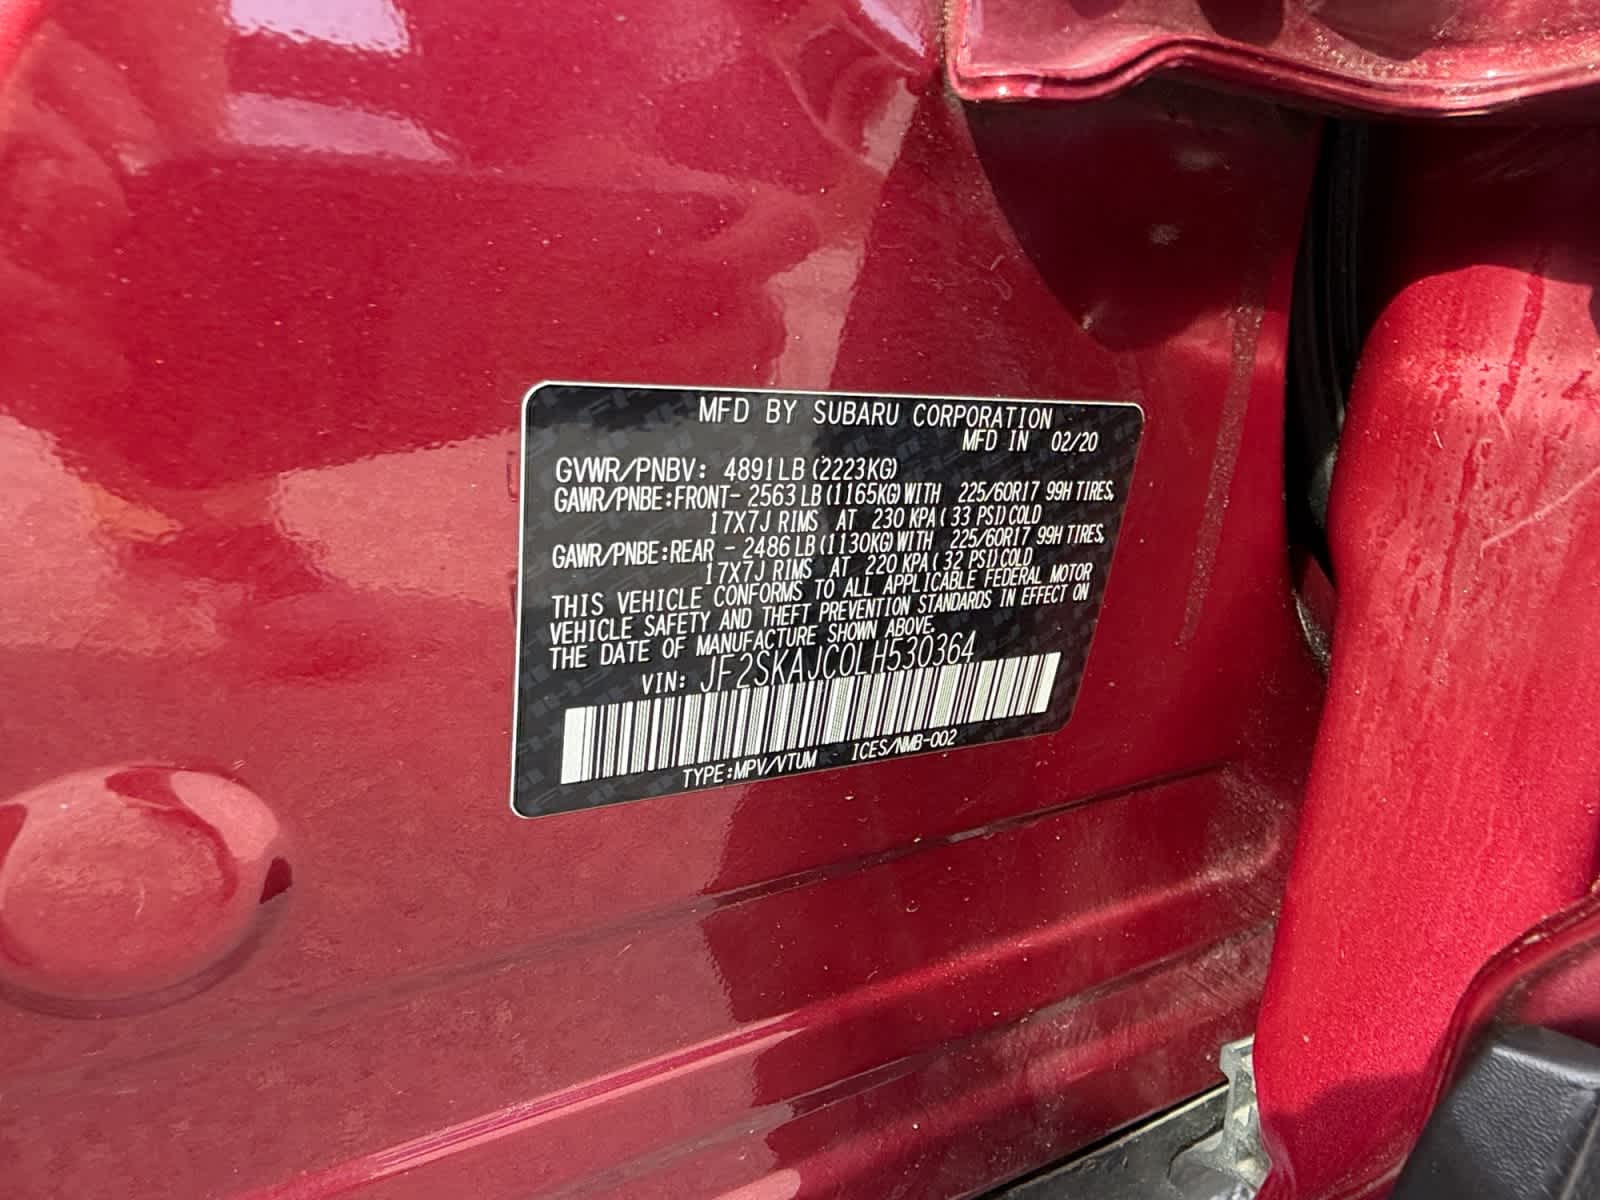 MFD BY SUBARU CORPORATION
MFD IN 02/20
GVWR/PNBV: 4891LB (2223KG)
GAWR/PNBE:FRONT- 2563 LB (1165KG) WITH 225/60R17 99H TIRES,
17X7J RIMS AT 230 KPA ( 33 PSI) COLD
GAWR/PNBE:REAR - 2486 LB (1130KG) WITH 225/60R17 99H TIRES,
17X7J RIMS AT 220 KPA ( 32 PSI) COLD
THIS VEHICLE CONFORMS TO ALL APPLICABLE FEDERAL MOTOR
VEHICLE SAFETY AND THEFT PREVENTION STANDARDS IN EFFECT ON
THE DATE OF MANUFACTURE SHOWN ABOVE.
VIN: JF2SKAJC0LH530364
TYPE:MPV/VTUM ICES/NMB-002